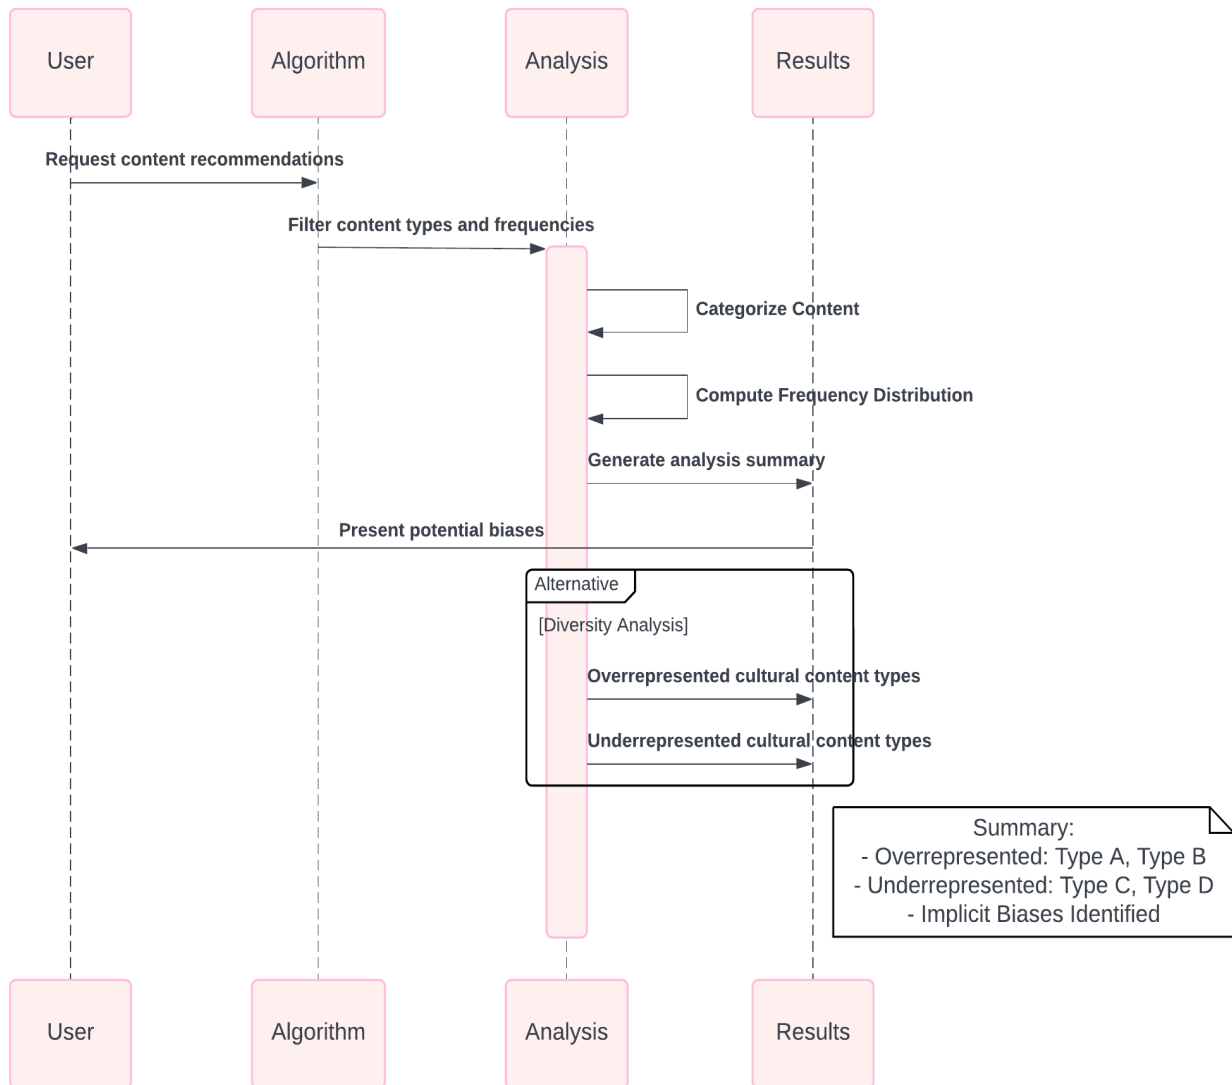 User
Algorithm
Analysis
Results
Request content recommendations
Filter content types and frequencies
Categorize Content
Compute Frequency Distribution
Generate analysis summary
Present potential biases
Alternative
[Diversity Analysis]
Overrepresented cultural content types
Underrepresented cultural content types
Summary:
- Overrepresented: Type A, Type B
- Underrepresented: Type C, Type D
- Implicit Biases Identified
User
Algorithm
Analysis
Results